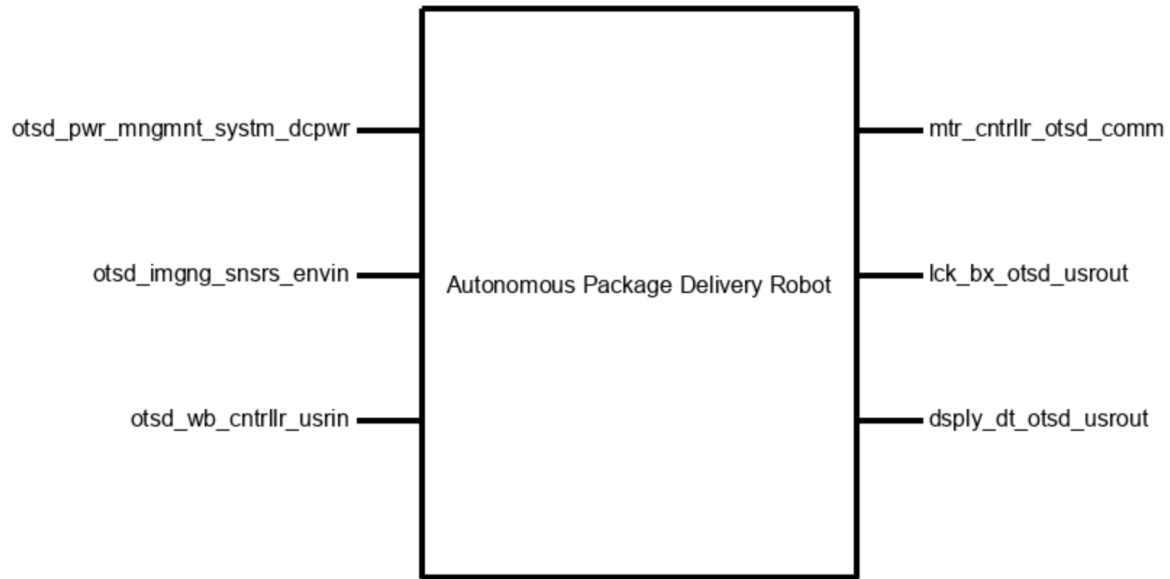 otsd_pwr_mngmnt_systm_dcpwr
mtr_cntrllr_otsd_comm
otsd_imgng_snsrs_envin
Autonomous Package Delivery Robot
lck_bx_otsd_usrout
otsd_wb_cntrllr_usrin
dsply_dt_otsd_usrout